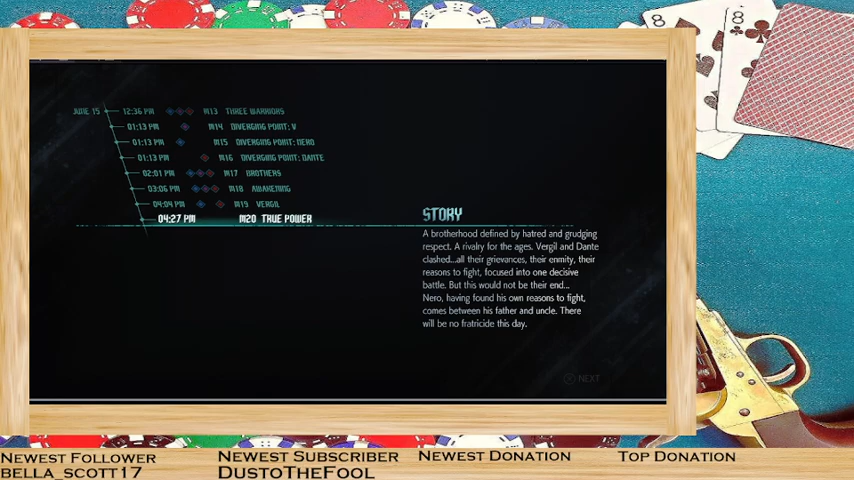 8 8
JUNE 15 12:36 PM M13 THREE WARRIORS
01:13 PM M14 DIVERGING POINT: V
01:13 PM M15 DIVERGING POINT: NERO
01:13 PM M16 DIVERGING POINT: DANTE
02:01 PM M17 BROTHERS
03:06 PM M18 AWAKENING
04:04 PM M19 VERGIL
04:27 PM M20 TRUE POWER
STORY
A brotherhood defined by hatred and grudging
respect. A rivalry for the ages. Vergil and Dante
clashed...all their grievances, their enmity, their
reasons to fight, focused into one decisive
battle. But this would not be their end...
Nero, having found his own reasons to fight,
comes between his father and uncle. There
will be no fratricide this day.
NEXT
NEWEST FOLLOWER
BELLA_SCOTT17
NEWEST SUBSCRIBER
DUSTOTHEFOOL
NEWEST DONATION
TOP DONATION